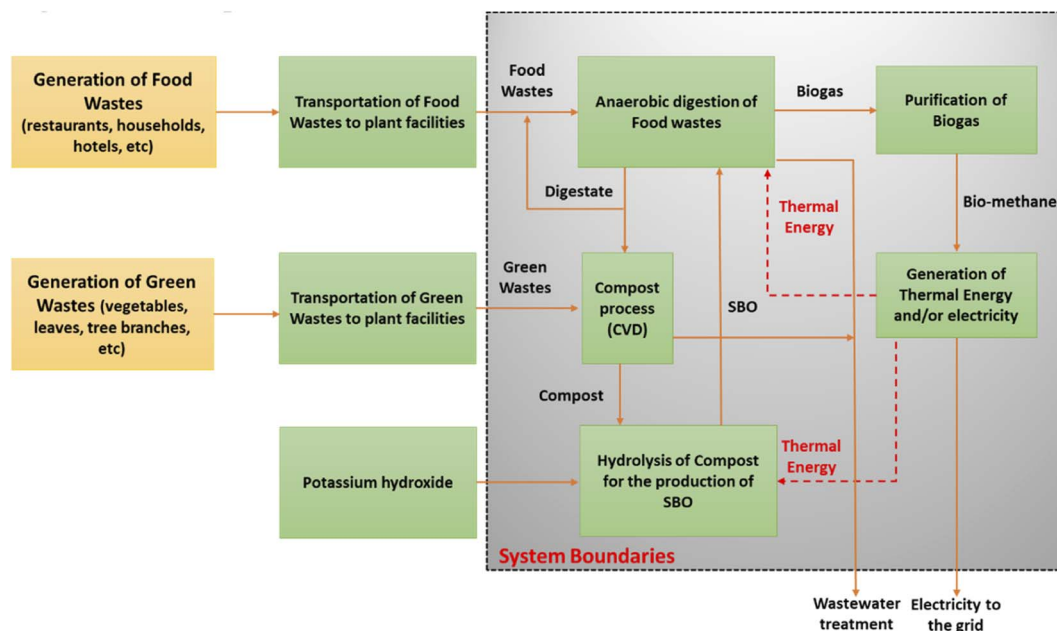 Generation of Food
Wastes
(restaurants, households,
hotels, etc)
Transportation of Food
Wastes to plant facilities
Food
Wastes
Anaerobic digestion of
Food wastes
Biogas
Purification of
Biogas
Digestate
Thermal
Energy
Bio-methane
Generation of Green
Wastes (vegetables,
leaves, tree branches,
etc)
Transportation of Green
Wastes to plant facilities
Green
Wastes
Compost
process
(CVD)
SBO
Generation of
Thermal Energy
and/or electricity
Compost
Potassium hydroxide
Hydrolysis of Compost
for the production of
SBO
Thermal
Energy
System Boundaries
Wastewater
treatment
Electricity to
the grid